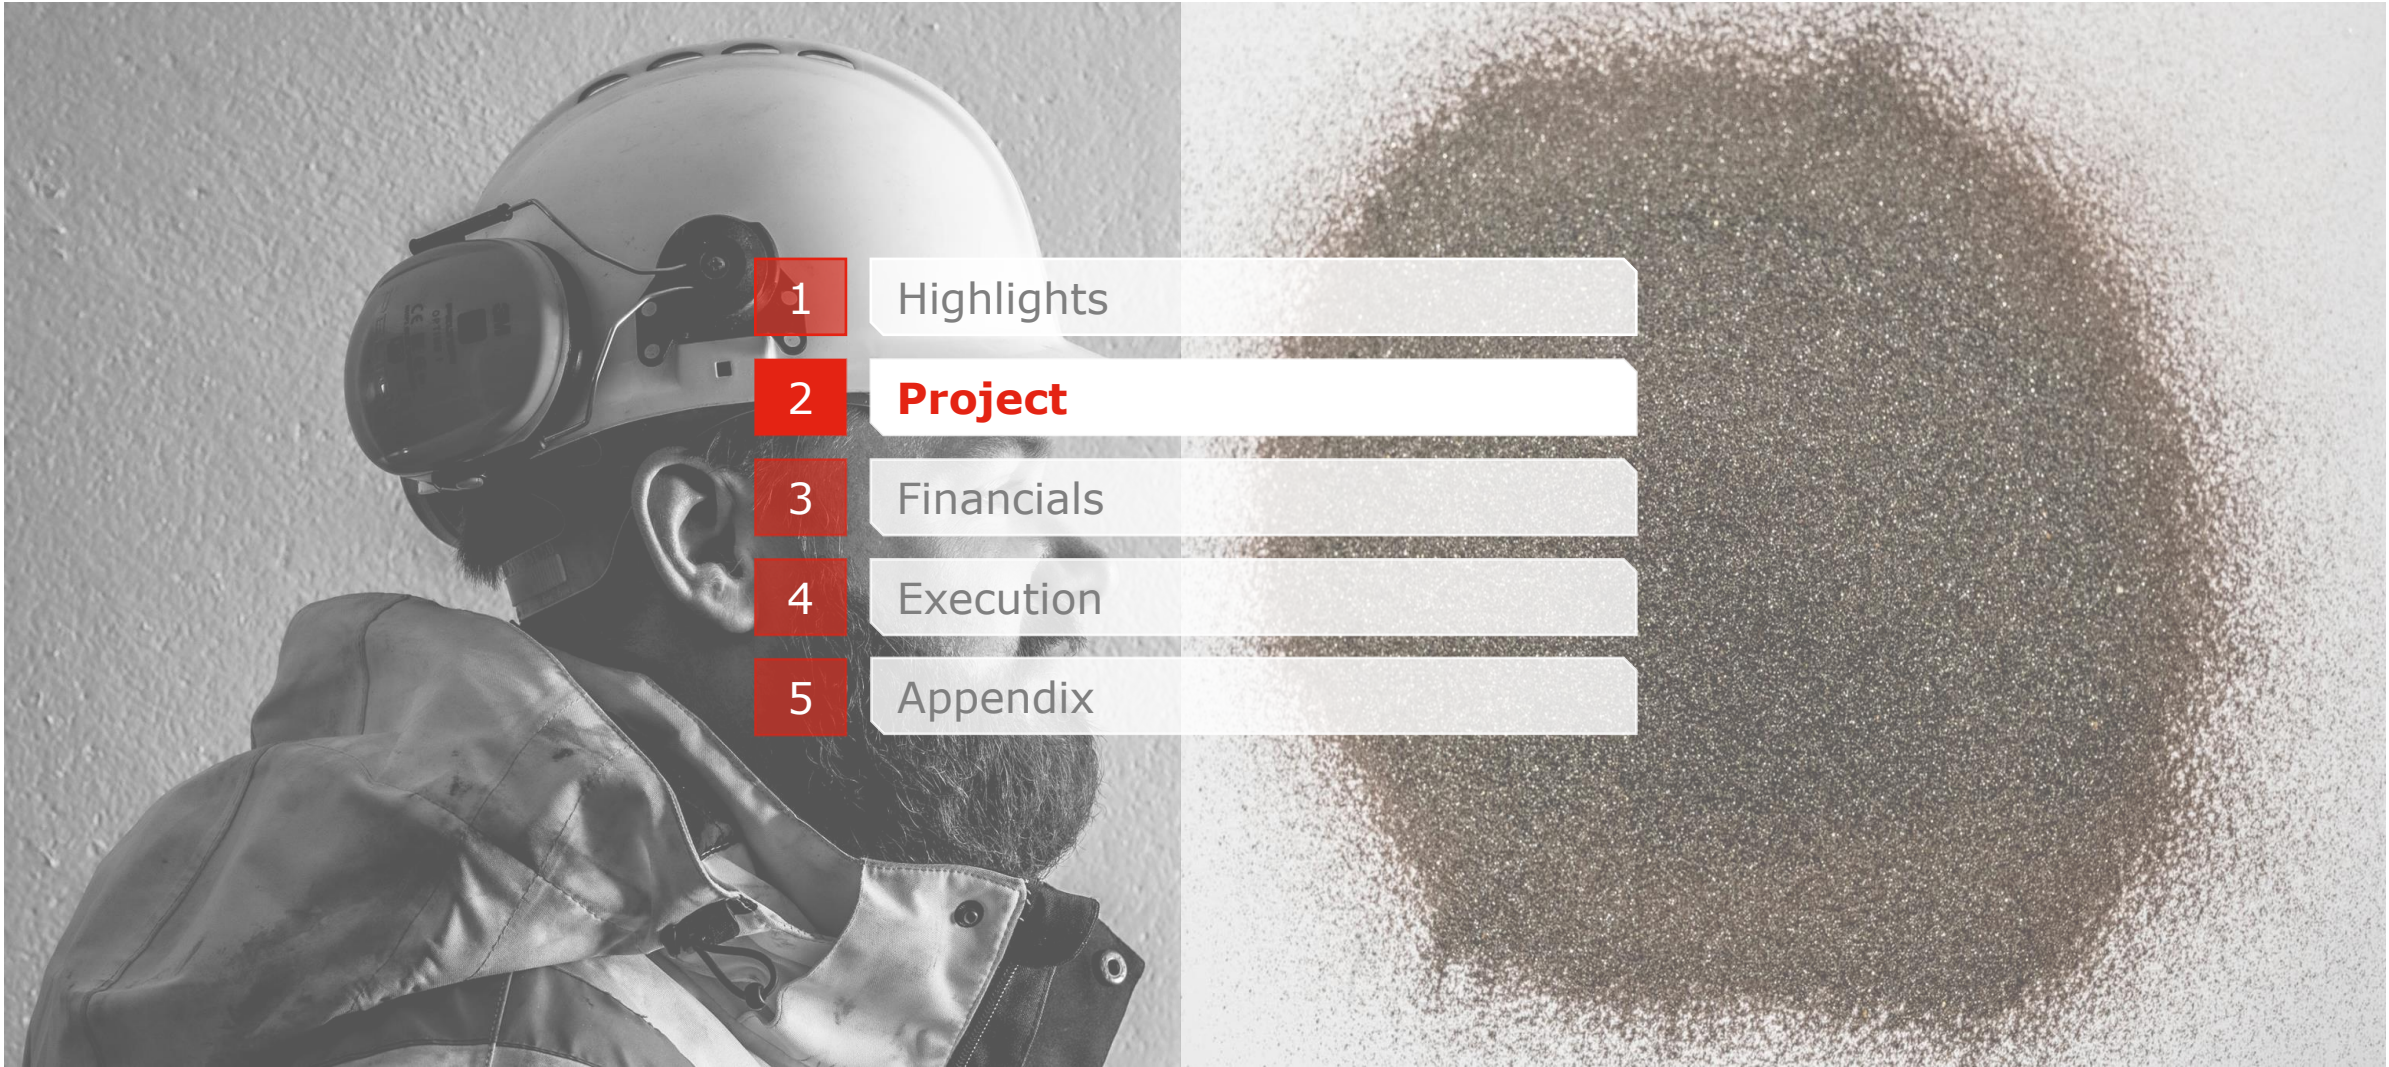 1 Highlights
2 Project
3 Financials
4 Execution
5 Appendix